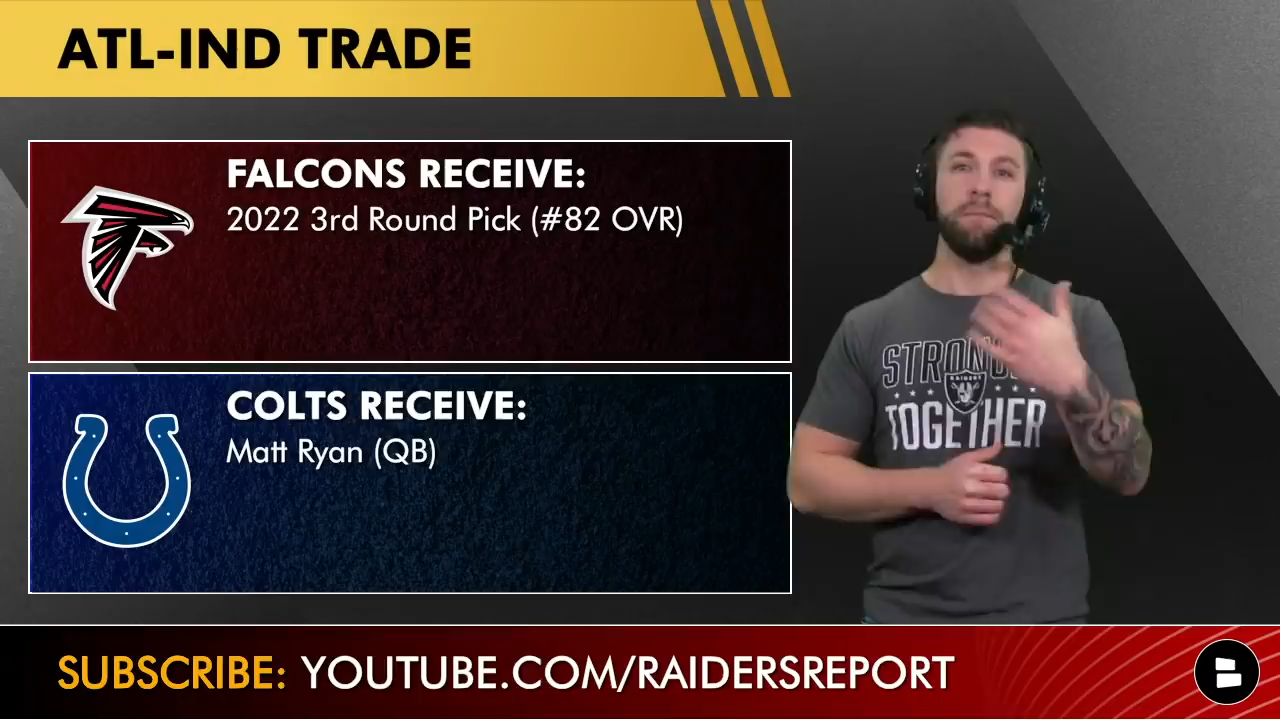 ATL-IND TRADE
FALCONS RECEIVE:
2022 3rd Round Pick (#82 OVR)
COLTS RECEIVE:
Matt Ryan (QB)
RAIDERS
TOGETHER
SUBSCRIBE: YOUTUBE.COM/RAIDERSREPORT